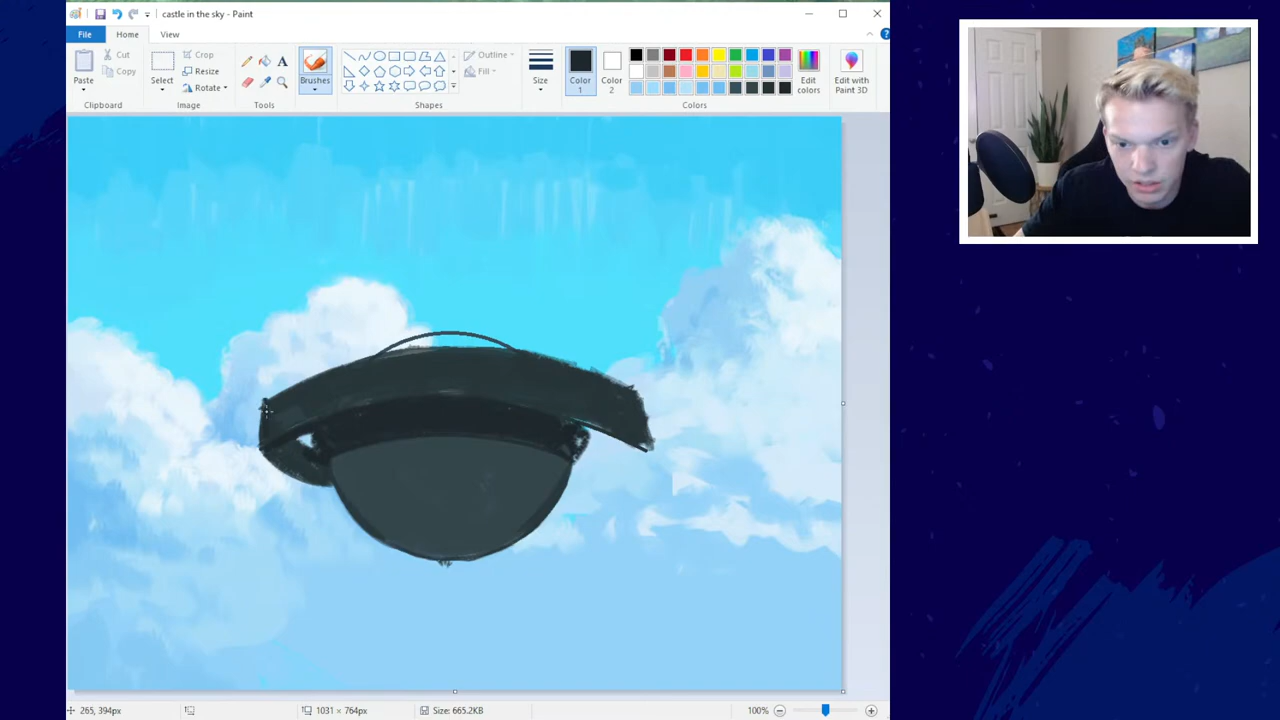 castle in the sky - Paint
File
Home
View
Paste
Cut
Copy
Clipboard
Select
Crop
Resize
Rotate
Image
A
Tools
Brushes
Outline
Fill
Shapes
Size
Color
1
Color
2
Edit
colors
Colors
Edit with
Paint 3D
265, 394px
1031 × 764px
Size: 665.2KB
100%